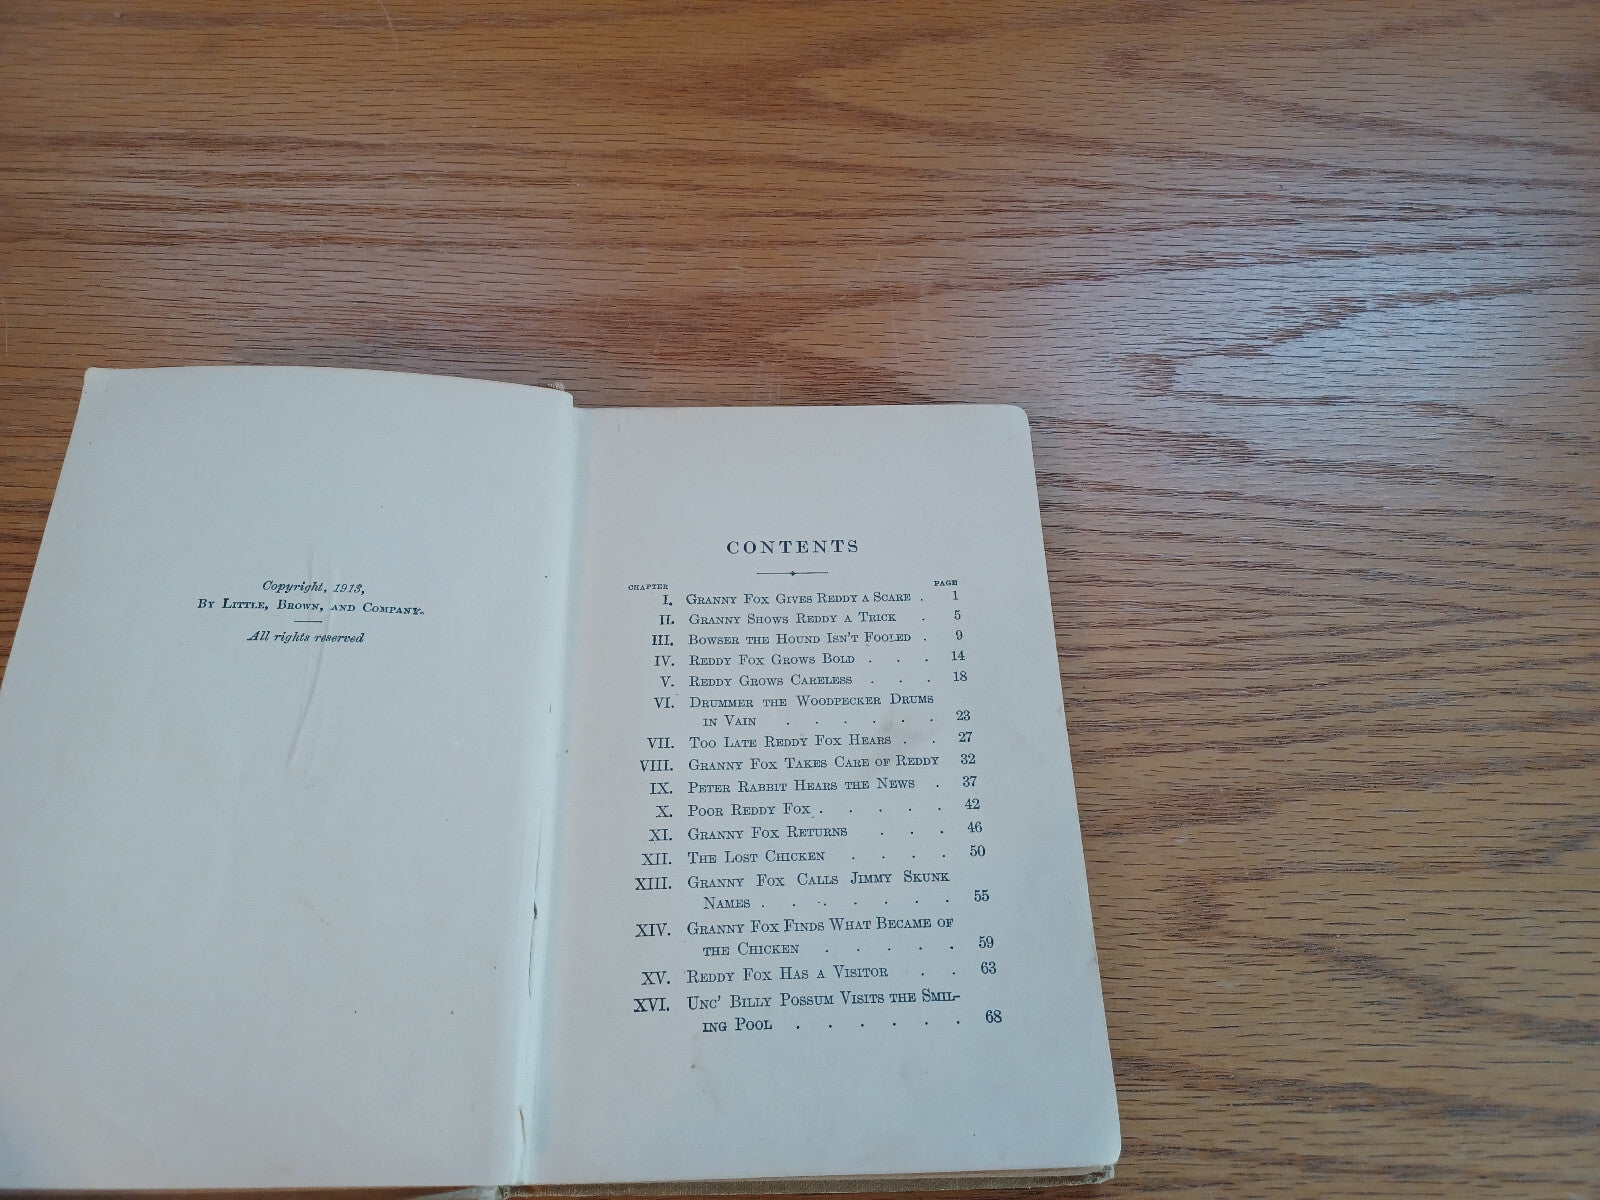 Copyright, 1913,
By Little, Brown, and Company.
All rights reserved
CONTENTS
CHAPTER PAGE
I. Granny Fox Gives Reddy a Scare . 1
II. Granny Shows Reddy a Trick . 5
III. Bowser the Hound Isn't Fooled . 9
IV. Reddy Fox Grows Bold . . . 14
V. Reddy Grows Careless . . . 18
VI. Drummer the Woodpecker Drums
in Vain . . . . . . 23
VII. Too Late Reddy Fox Hears . . 27
VIII. Granny Fox Takes Care of Reddy 32
IX. Peter Rabbit Hears the News . 37
X. Poor Reddy Fox . . . . . 42
XI. Granny Fox Returns . . . 46
XII. The Lost Chicken . . . . 50
XIII. Granny Fox Calls Jimmy Skunk
Names . . . . . . . 55
XIV. Granny Fox Finds What Became of
the Chicken . . . . . 59
XV. Reddy Fox Has a Visitor . . 63
XVI. Unc' Billy Possum Visits the Smil-
ing Pool . . . . . . 68